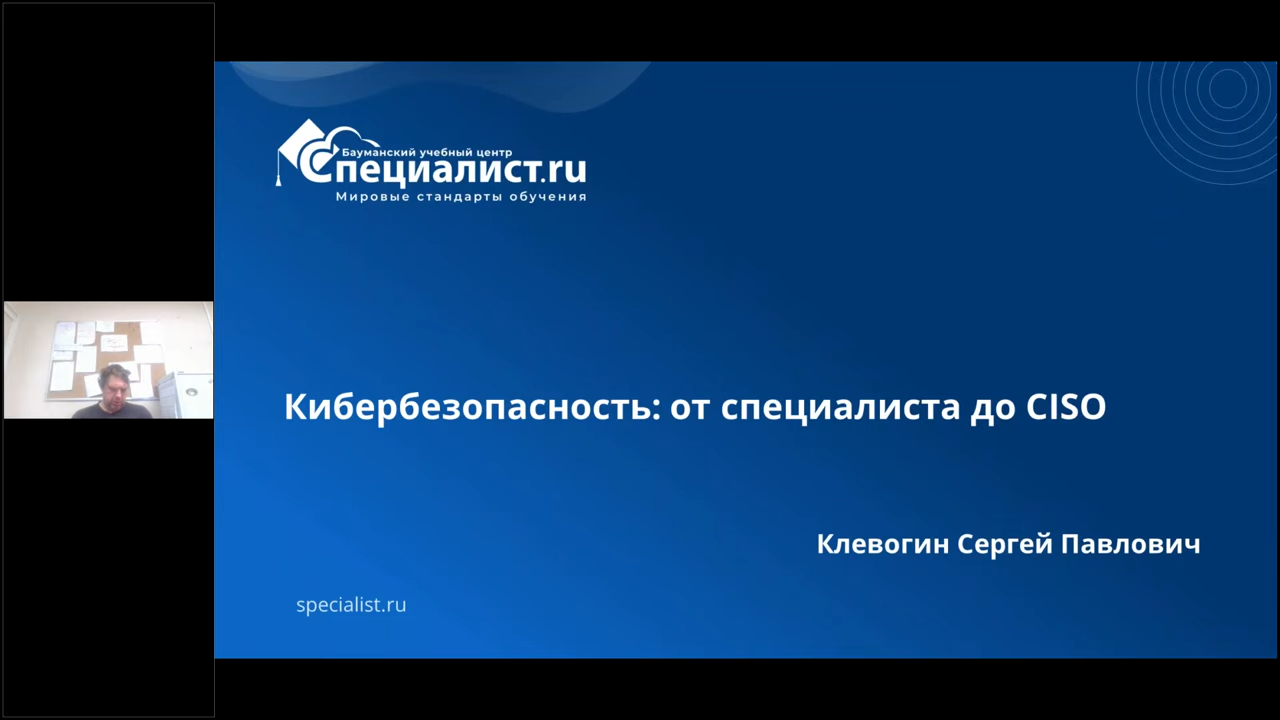 Бауманский учебный центр
Специалист.ru
Мировые стандарты обучения
Кибербезопасность: от специалиста до CISO
Клевогин Сергей Павлович
specialist.ru